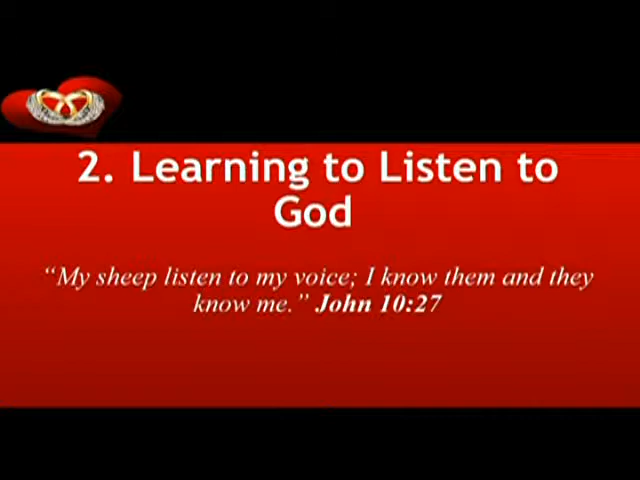 2. Learning to Listen to
God
“My sheep listen to my voice; I know them and they
know me.” John 10:27